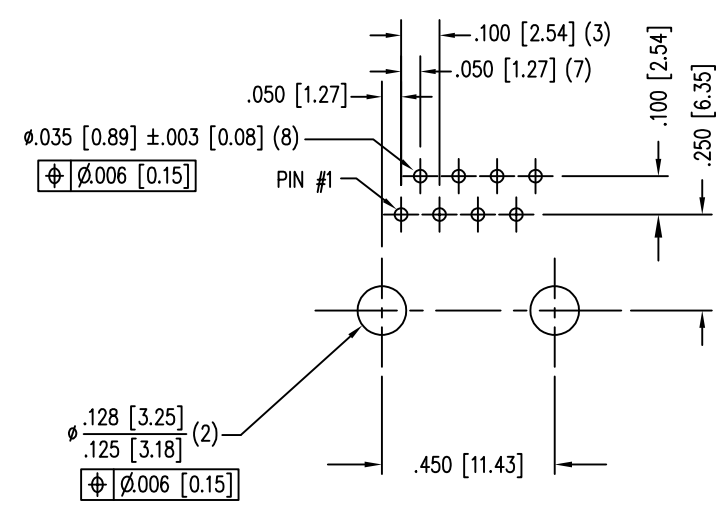 .100 [2.54] (3)
.050 [1.27] (7)
.050 [1.27]
.100 [2.54]
.250 [6.35]
⌀.035 [0.89] ±.003 [0.08] (8)
⌖ ⌀.006 [0.15]
PIN #1
⌀ .128 [3.25]
.125 [3.18] (2)
⌖ ⌀.006 [0.15]
.450 [11.43]